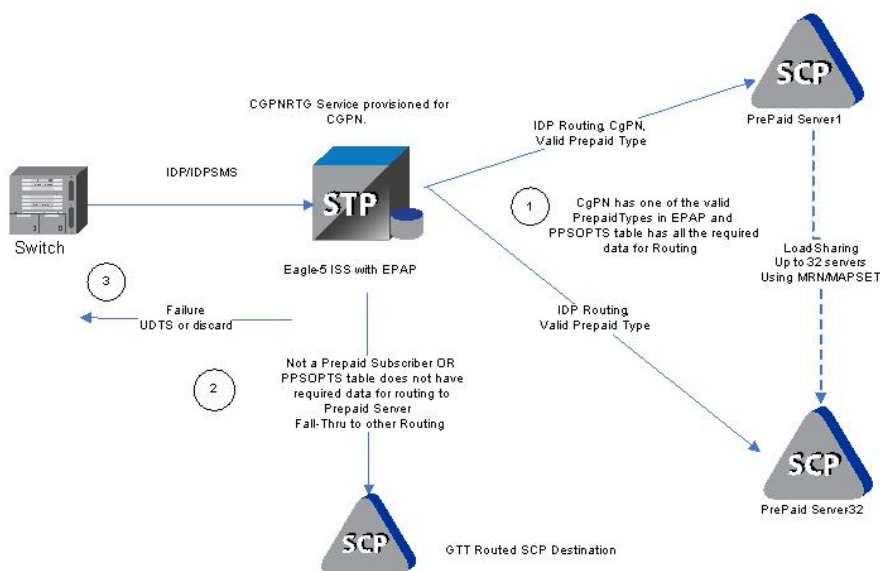 SCP
PrePaid Server1
CGPNRTG Service provisioned for
CGPN.
IDP Routing, CgPN,
Valid Prepaid Type
IDP/IDPSMS
STP
Switch
Eagle-5 ISS with EPAP
1
CgPN has one of the valid
PrepaidTypes in EPAP and
PPSOPTS table has all the required
data for Routing
Load-Sharing
Up to 32 servers
Using MRN/MAPSET
3
Failure
UDTS or discard
IDP Routing,
Valid Prepaid Type
2
Not a Prepaid Subscriber OR
PPSOPTS table does not have
required data for routing to
Prepaid Server
Fall-Thru to other Routing
SCP
PrePaid Server32
SCP
GTT Routed SCP Destination